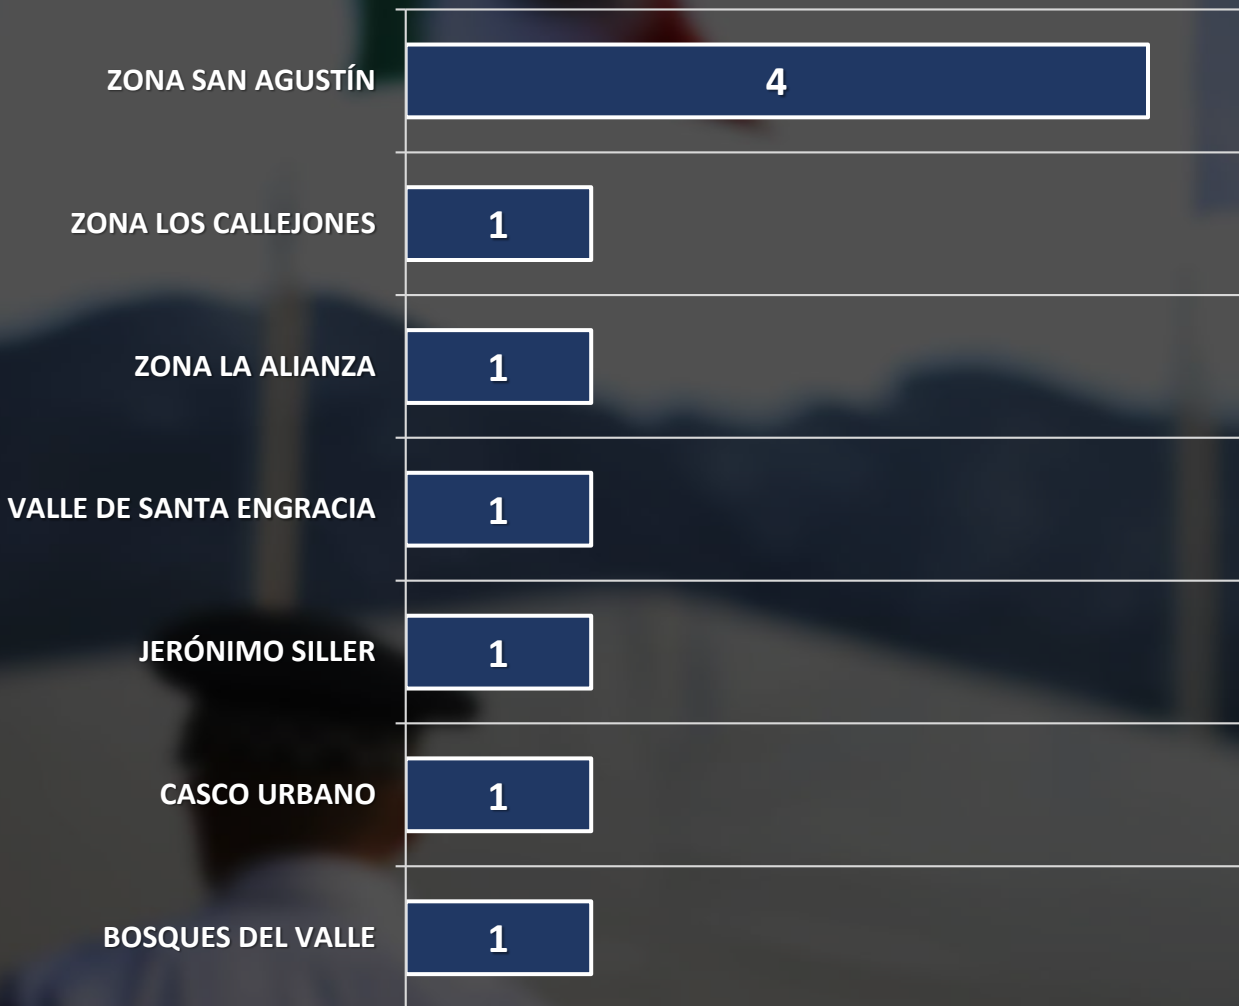 ZONA SAN AGUSTÍN 4
ZONA LOS CALLEJONES 1
ZONA LA ALIANZA 1
VALLE DE SANTA ENGRACIA 1
JERÓNIMO SILLER 1
CASCO URBANO 1
BOSQUES DEL VALLE 1